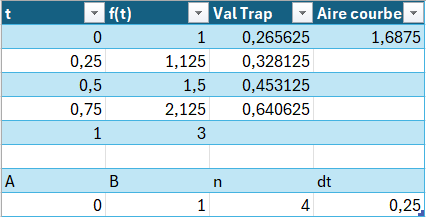 t f(t) Val Trap Aire courbe
0 1 0,265625 1,6875
0,25 1,125 0,328125
0,5 1,5 0,453125
0,75 2,125 0,640625
1 3
A B n dt
0 1 4 0,25